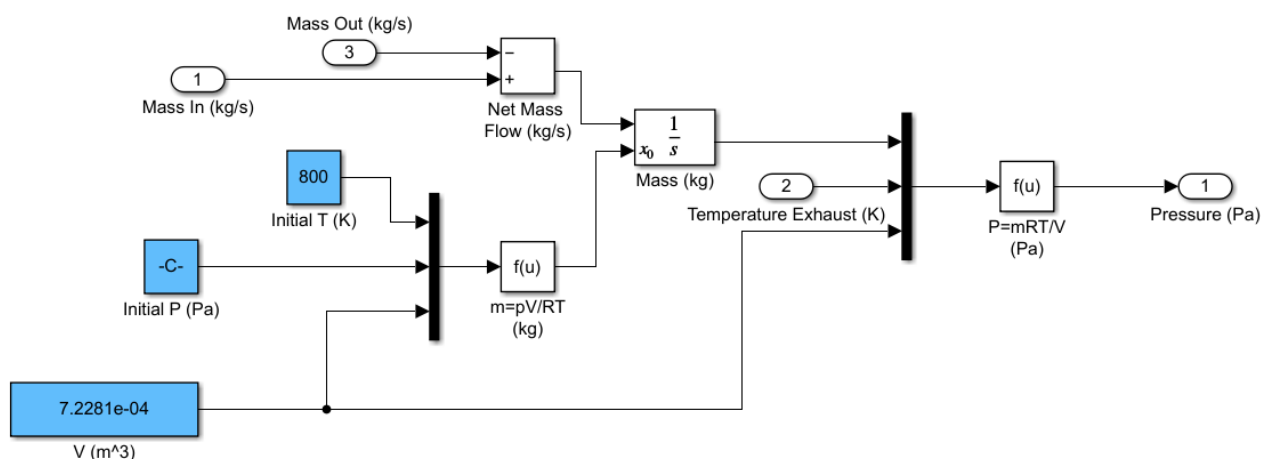 Mass Out (kg/s)
3
−
1
+
Mass In (kg/s)
Net Mass
Flow (kg/s)
1
s
x0
Mass (kg)
800
Initial T (K)
2
Temperature Exhaust (K)
f(u)
P=mRT/V
(Pa)
1
Pressure (Pa)
-C-
Initial P (Pa)
f(u)
m=pV/RT
(kg)
7.2281e-04
V (m^3)